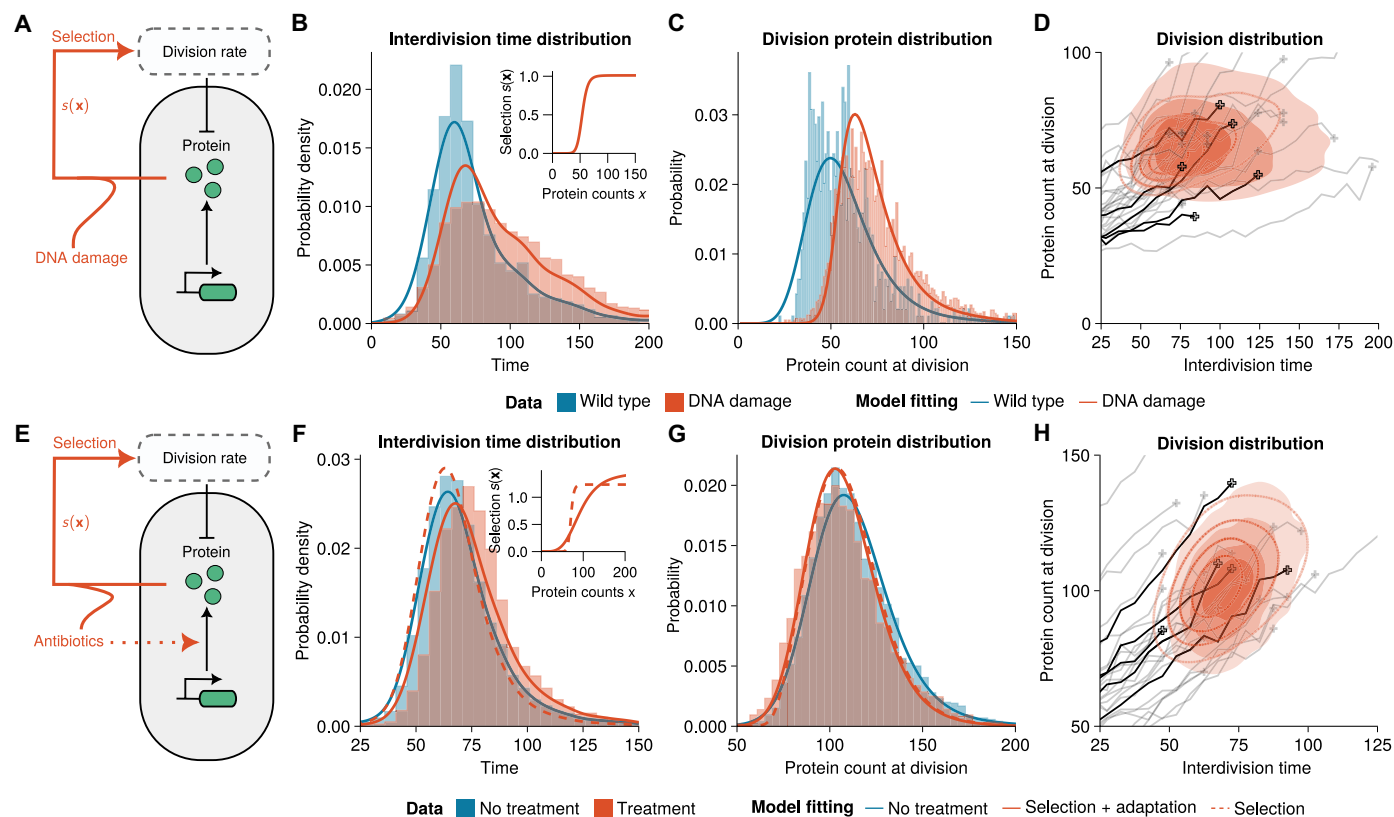 A
Selection
Division rate
s(x)
Protein
DNA damage
B
Interdivision time distribution
Probability density
0.020
0.015
0.010
0.005
0.000
0
50
100
150
200
Time
Selection s(x)
1.0
0.5
0.0
0 50 100 150
Protein counts x
C
Division protein distribution
Probability
0.03
0.02
0.01
0.00
0
50
100
150
Protein count at division
D
Division distribution
Protein count at division
100
50
0
25 50 75 100 125 150 175 200
Interdivision time
Data Wild type DNA damage Model fitting Wild type DNA damage
E
Selection
Division rate
s(x)
Protein
Antibiotics
F
Interdivision time distribution
Probability density
0.03
0.02
0.01
0.00
25 50 75 100 125 150
Time
Selection s(x)
1.0
0.5
0.0
0 100 200
Protein counts x
G
Division protein distribution
Probability
0.020
0.015
0.010
0.005
0.000
50 100 150 200
Protein count at division
H
Division distribution
Protein count at division
150
100
50
25 50 75 100 125
Interdivision time
Data No treatment Treatment Model fitting No treatment Selection + adaptation Selection